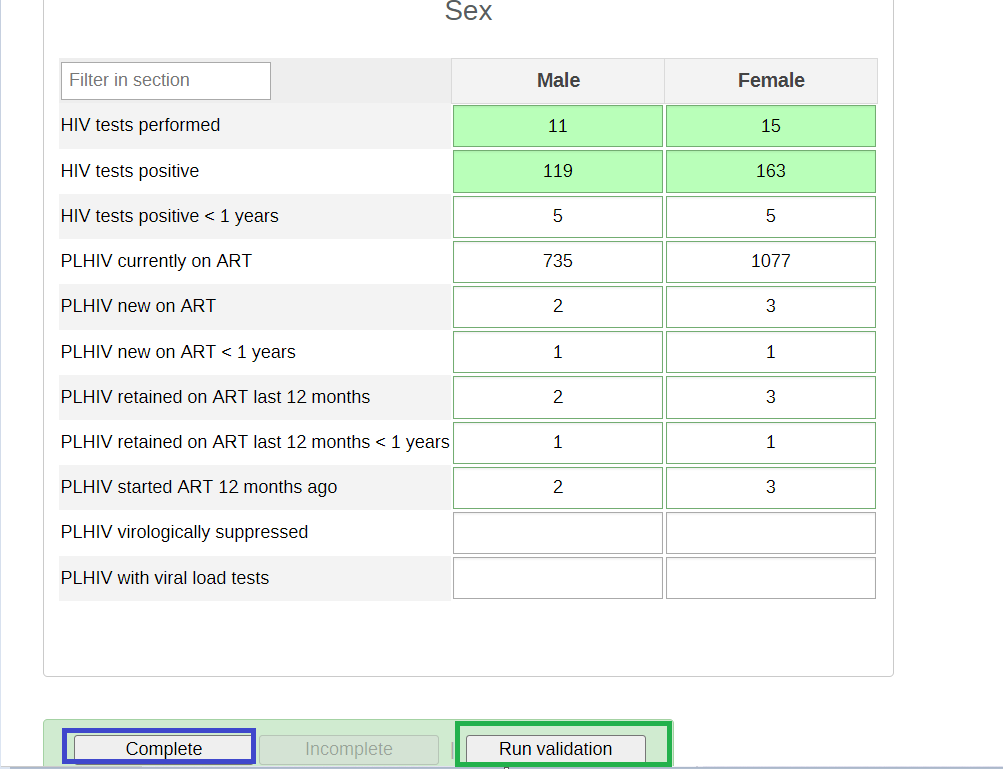 Sex
Filter in section Male Female
HIV tests performed 11 15
HIV tests positive 119 163
HIV tests positive < 1 years 5 5
PLHIV currently on ART 735 1077
PLHIV new on ART 2 3
PLHIV new on ART < 1 years 1 1
PLHIV retained on ART last 12 months 2 3
PLHIV retained on ART last 12 months < 1 years 1 1
PLHIV started ART 12 months ago 2 3
PLHIV virologically suppressed
PLHIV with viral load tests
Complete Incomplete | Run validation